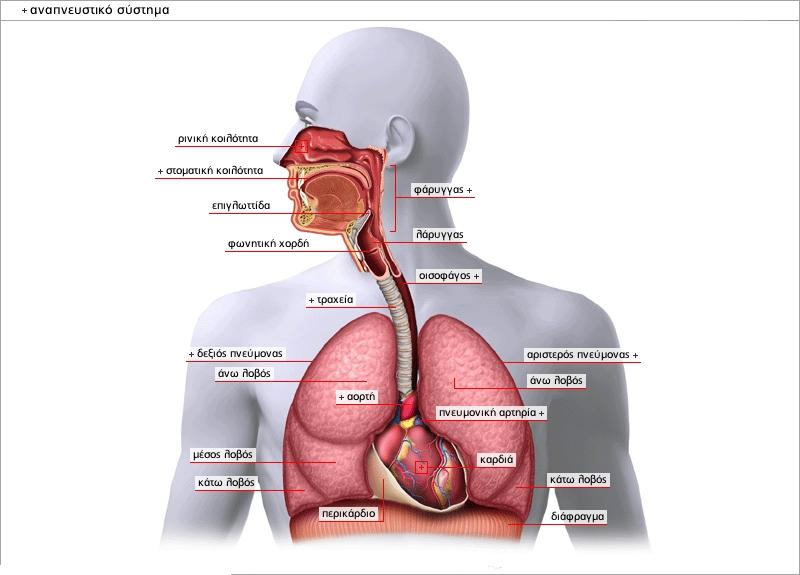 + αναπνευστικό σύστημα
ρινική κοιλότητα
+ στοματική κοιλότητα
φάρυγγας +
επιγλωττίδα
λάρυγγας
φωνητική χορδή
οισοφάγος +
+ τραχεία
+ δεξιός πνεύμονας
αριστερός πνεύμονας +
άνω λοβός
άνω λοβός
+ αορτή
πνευμονική αρτηρία +
μέσος λοβός
καρδιά
κάτω λοβός
κάτω λοβός
περικάρδιο
διάφραγμα